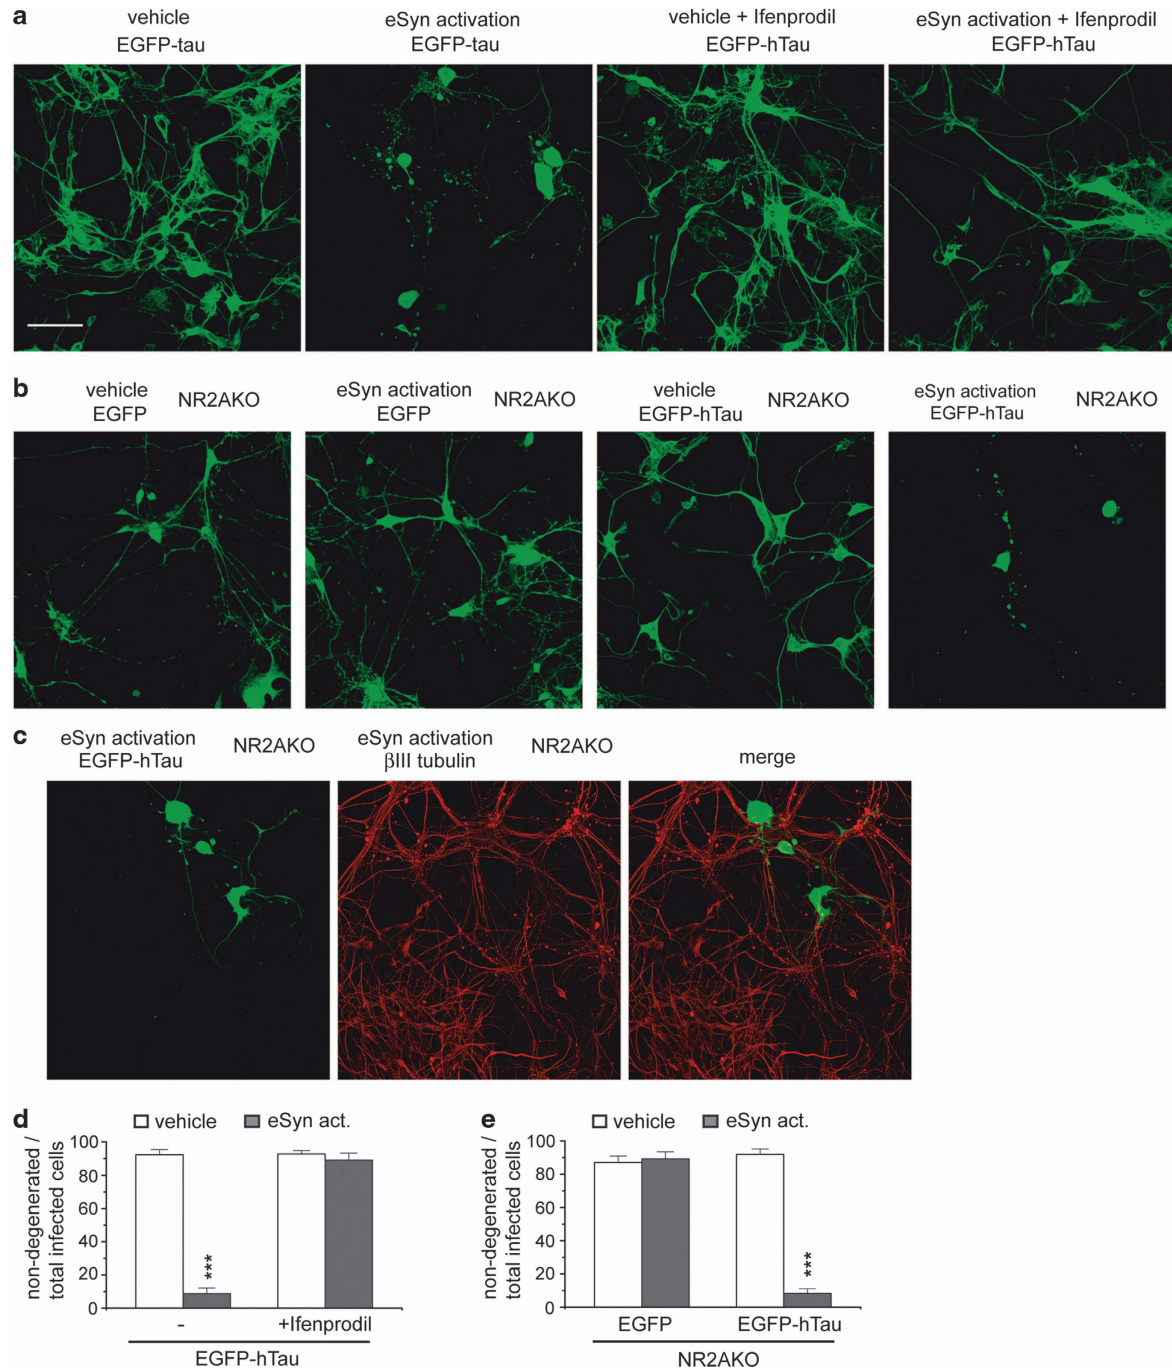 a
vehicle
EGFP-tau
eSyn activation
EGFP-tau
vehicle + Ifenprodil
EGFP-hTau
eSyn activation + Ifenprodil
EGFP-hTau
b
vehicle
EGFP
NR2AKO
eSyn activation
EGFP
NR2AKO
vehicle
EGFP-hTau
NR2AKO
eSyn activation
EGFP-hTau
NR2AKO
c
eSyn activation
EGFP-hTau
NR2AKO
eSyn activation
βIII tubulin
NR2AKO
merge
d
vehicle
eSyn act.
non-degenerated /
total infected cells
100
80
60
40
20
0
***
-
+Ifenprodil
EGFP-hTau
e
vehicle
eSyn act.
non-degenerated /
total infected cells
100
80
60
40
20
0
***
EGFP
EGFP-hTau
NR2AKO